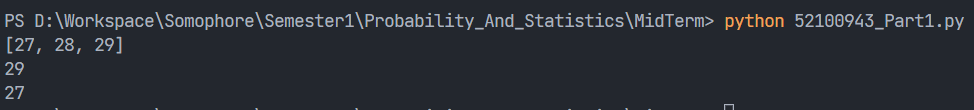 PS D:\Workspace\Somophore\Semester1\Probability_And_Statistics\MidTerm> python 52100943_Part1.py
[27, 28, 29]
29
27